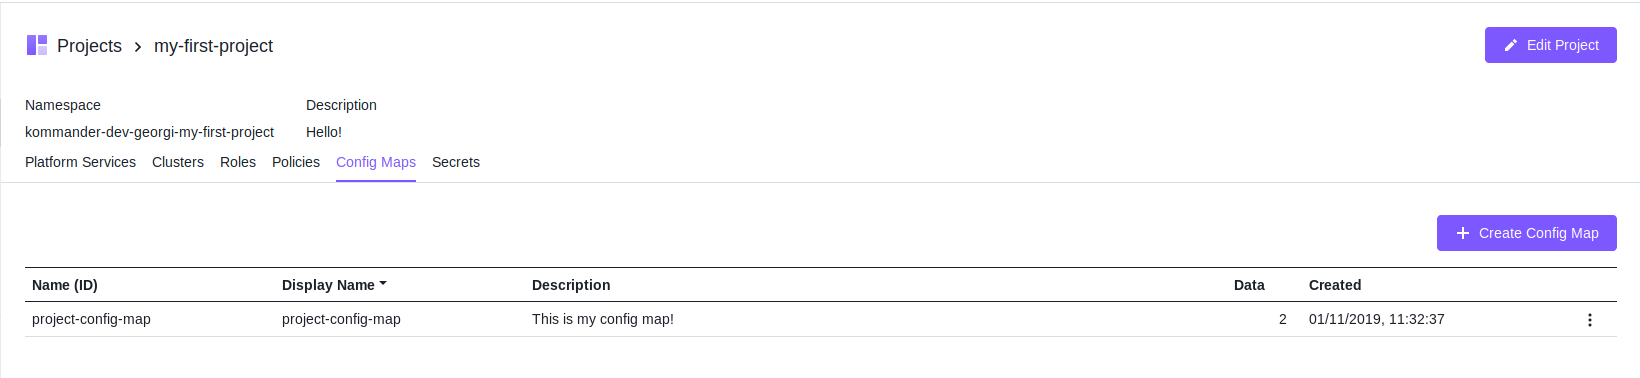 Projects > my-first-project
Edit Project
Namespace Description
kommander-dev-georgi-my-first-project Hello!
Platform Services Clusters Roles Policies Config Maps Secrets
+ Create Config Map
Name (ID) Display Name Description Data Created
project-config-map project-config-map This is my config map! 2 01/11/2019, 11:32:37